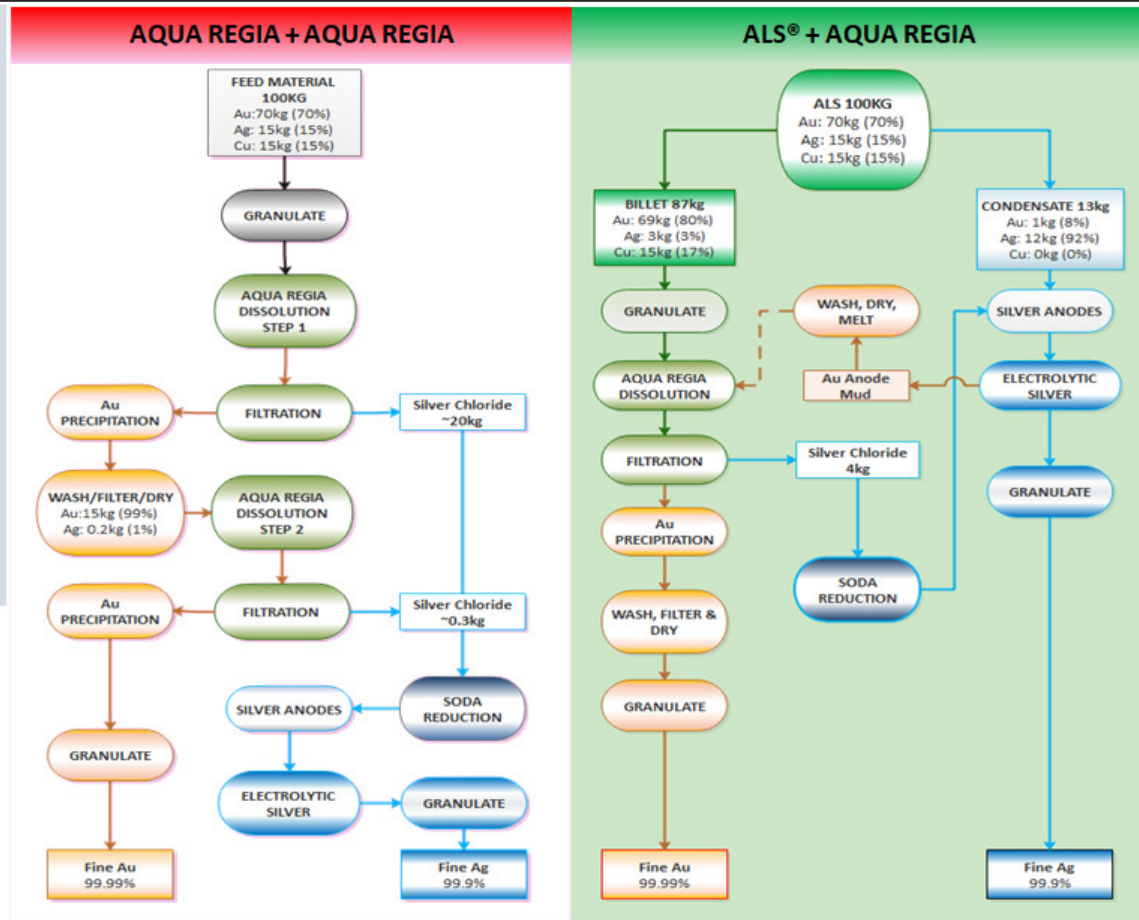 AQUA REGIA + AQUA REGIA
FEED MATERIAL
100KG
Au:70kg (70%)
Ag: 15kg (15%)
Cu: 15kg (15%)
GRANULATE
AQUA REGIA
DISSOLUTION
STEP 1
Au
PRECIPITATION
FILTRATION
Silver Chloride
~20kg
WASH/FILTER/DRY
Au:15kg (99%)
Ag: 0.2kg (1%)
AQUA REGIA
DISSOLUTION
STEP 2
Au
PRECIPITATION
FILTRATION
Silver Chloride
~0.3kg
SILVER ANODES
SODA
REDUCTION
GRANULATE
ELECTROLYTIC
SILVER
GRANULATE
Fine Au
99.99%
Fine Ag
99.9%
ALS® + AQUA REGIA
ALS 100KG
Au: 70kg (70%)
Ag: 15kg (15%)
Cu: 15kg (15%)
BILLET 87kg
Au: 69kg (80%)
Ag: 3kg (3%)
Cu: 15kg (17%)
CONDENSATE 13kg
Au: 1kg (8%)
Ag: 12kg (92%)
Cu: 0kg (0%)
GRANULATE
WASH, DRY,
MELT
SILVER ANODES
AQUA REGIA
DISSOLUTION
Au Anode
Mud
ELECTROLYTIC
SILVER
FILTRATION
Silver Chloride
4kg
GRANULATE
Au
PRECIPITATION
SODA
REDUCTION
WASH, FILTER &
DRY
GRANULATE
Fine Au
99.99%
Fine Ag
99.9%